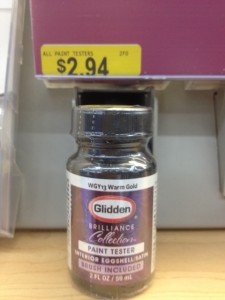 ALL PAINT TESTERS 2FO
$2.94
WGY13 Warm Gold
Glidden
BRILLIANCE
Collection
PAINT TESTER
INTERIOR EGGSHELL/SATIN
BRUSH INCLUDED
2 FL OZ / 59 mL